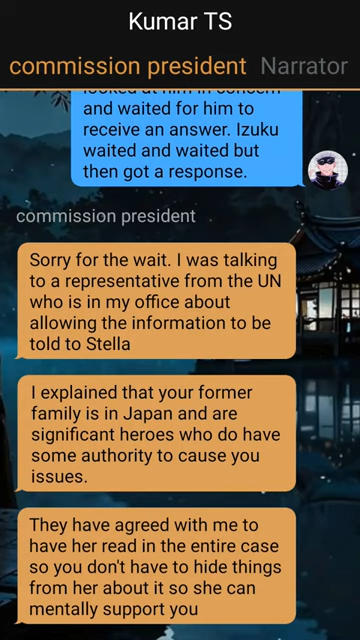 Kumar TS
commission president Narrator
looked at him in concern
and waited for him to
receive an answer. Izuku
waited and waited but
then got a response.
commission president
Sorry for the wait. I was talking
to a representative from the UN
who is in my office about
allowing the information to be
told to Stella
I explained that your former
family is in Japan and are
significant heroes who do have
some authority to cause you
issues.
They have agreed with me to
have her read in the entire case
so you don't have to hide things
from her about it so she can
mentally support you